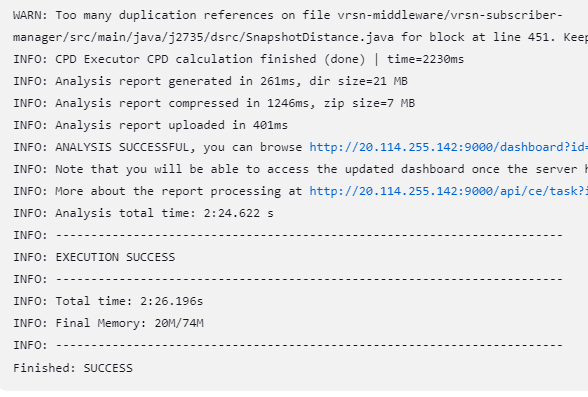 WARN: Too many duplication references on file vrsn-middleware/vrsn-subscriber-
manager/src/main/java/j2735/dsrc/SnapshotDistance.java for block at line 451. Keep
INFO: CPD Executor CPD calculation finished (done) | time=2230ms
INFO: Analysis report generated in 261ms, dir size=21 MB
INFO: Analysis report compressed in 1246ms, zip size=7 MB
INFO: Analysis report uploaded in 401ms
INFO: ANALYSIS SUCCESSFUL, you can browse http://20.114.255.142:9000/dashboard?id=
INFO: Note that you will be able to access the updated dashboard once the server
INFO: More about the report processing at http://20.114.255.142:9000/api/ce/task?i
INFO: Analysis total time: 2:24.622 s
INFO: ------------------------------------------------------------------------
INFO: EXECUTION SUCCESS
INFO: ------------------------------------------------------------------------
INFO: Total time: 2:26.196s
INFO: Final Memory: 20M/74M
INFO: ------------------------------------------------------------------------
Finished: SUCCESS